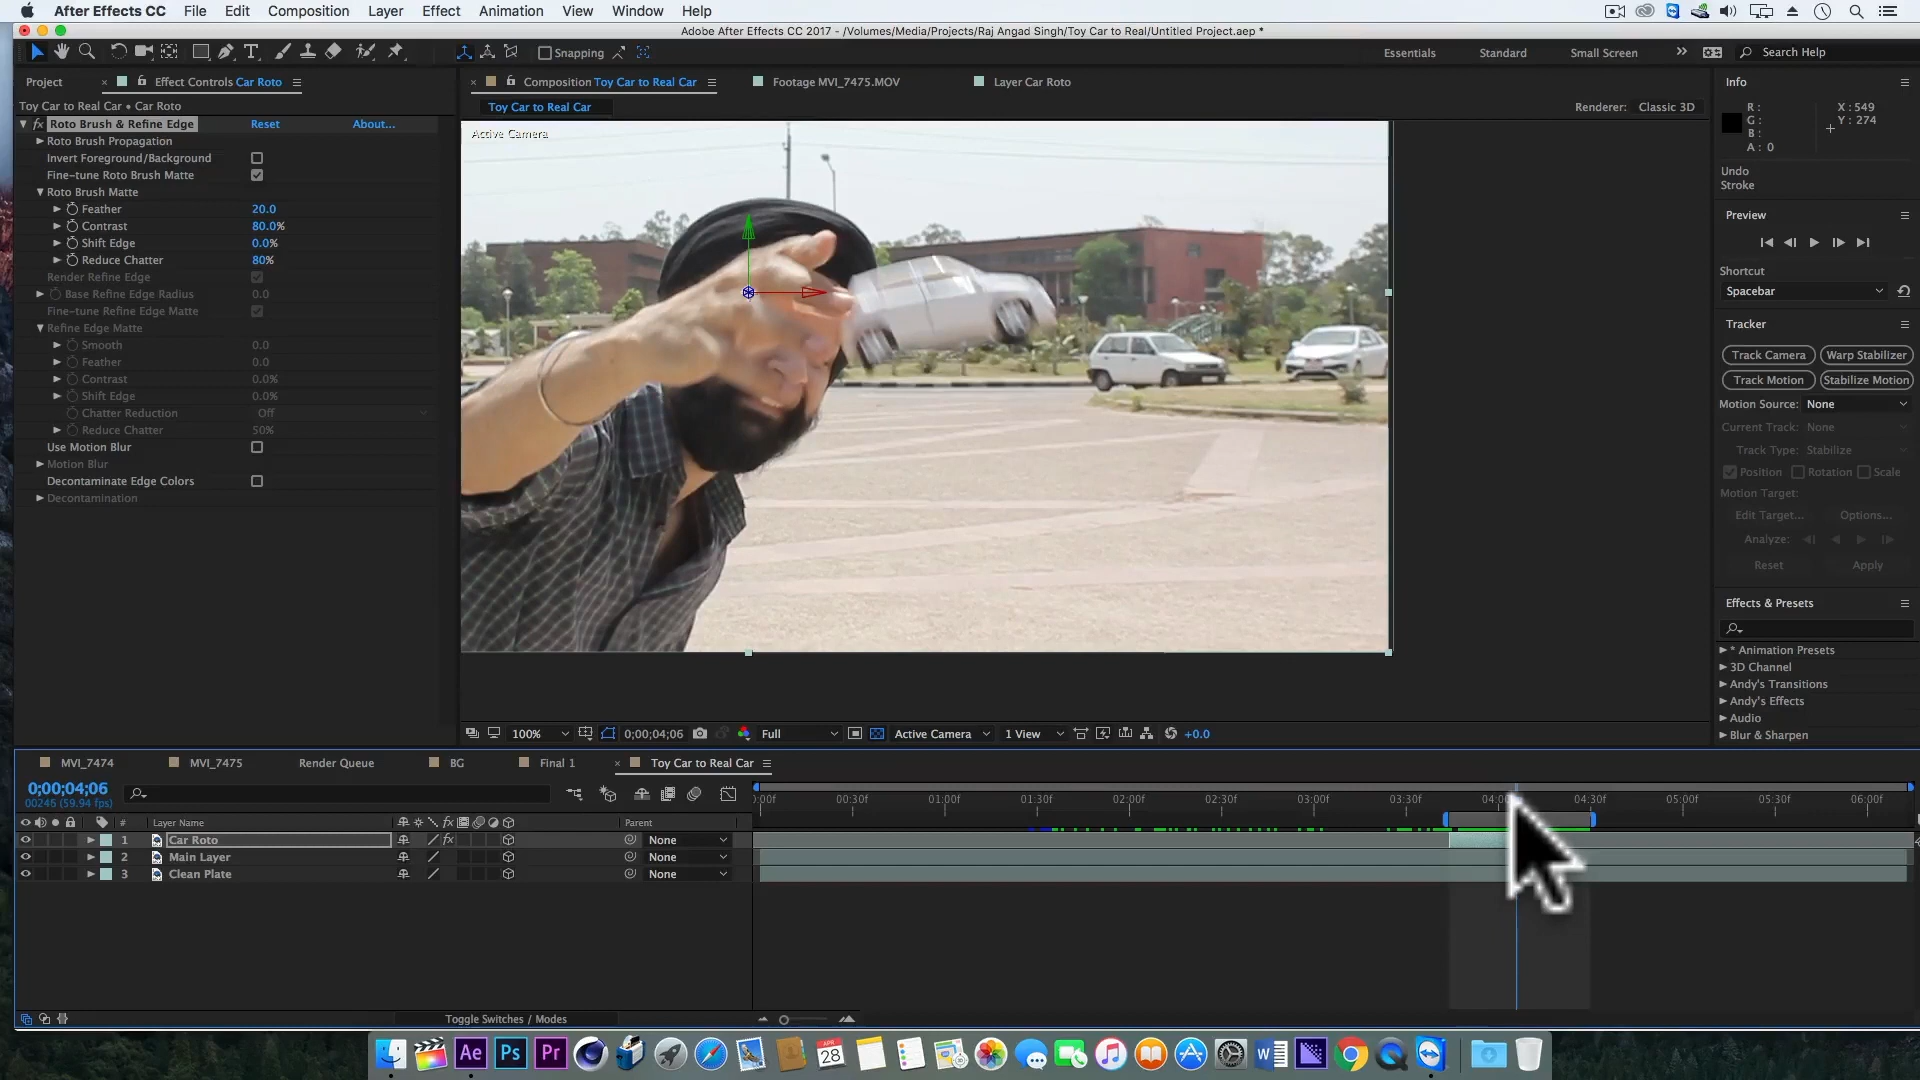 After Effects CC File Edit Composition Layer Effect Animation View Window Help
Adobe After Effects CC 2017 - /Volumes/Media/Projects/Raj Angad Singh/Toy Car to Real/Untitled Project.aep *
Snapping Essentials Standard Small Screen Search Help
Project Effect Controls Car Roto Composition Toy Car to Real Car Footage MVI_7475.MOV Layer Car Roto Info
Toy Car to Real Car • Car Roto
Toy Car to Real Car Renderer: Classic 3D
R: X: 549
G: Y: 274
B:
A: 0
fx Roto Brush & Refine Edge Reset About...
Active Camera
Roto Brush Propagation
Invert Foreground/Background
Fine-tune Roto Brush Matte
Roto Brush Matte
Feather 20.0
Contrast 80.0%
Shift Edge 0.0%
Reduce Chatter 80%
Render Refine Edge
Base Refine Edge Radius 0.0
Fine-tune Refine Edge Matte
Refine Edge Matte
Smooth 0.0
Feather 0.0
Contrast 0.0%
Shift Edge 0.0%
Chatter Reduction Off
Reduce Chatter 50%
Use Motion Blur
Motion Blur
Decontaminate Edge Colors
Decontamination
Undo
Stroke
Preview
Shortcut
Spacebar
Tracker
Track Camera Warp Stabilizer
Track Motion Stabilize Motion
Motion Source: None
Current Track: None
Track Type: Stabilize
Position Rotation Scale
Motion Target:
Edit Target... Options...
Analyze:
Reset Apply
Effects & Presets
* Animation Presets
3D Channel
Andy's Transitions
Andy's Effects
Audio
Blur & Sharpen
100% 0;00;04;06 Full Active Camera 1 View +0.0
MVI_7474 MVI_7475 Render Queue BG Final 1 Toy Car to Real Car
0;00;04;06
00246 (59.94 fps)
:00f 00:30f 01:00f 01:30f 02:00f 02:30f 03:00f 03:30f 04:0 04:30f 05:00f 05:30f 06:00f
# Layer Name fx Parent
1 Car Roto fx None
2 Main Layer None
3 Clean Plate None
Toggle Switches / Modes
Ae Ps Pr APR 28 W